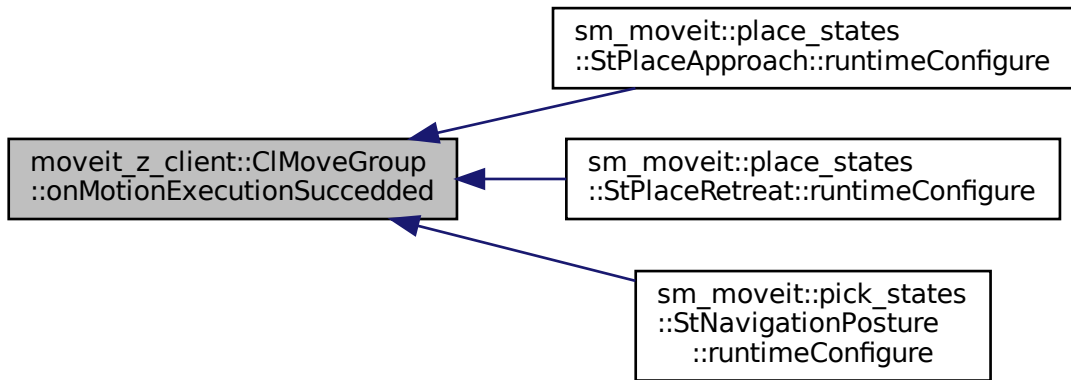 sm_moveit::place_states
::StPlaceApproach::runtimeConfigure
moveit_z_client::ClMoveGroup
::onMotionExecutionSuccedded
sm_moveit::place_states
::StPlaceRetreat::runtimeConfigure
sm_moveit::pick_states
::StNavigationPosture
::runtimeConfigure